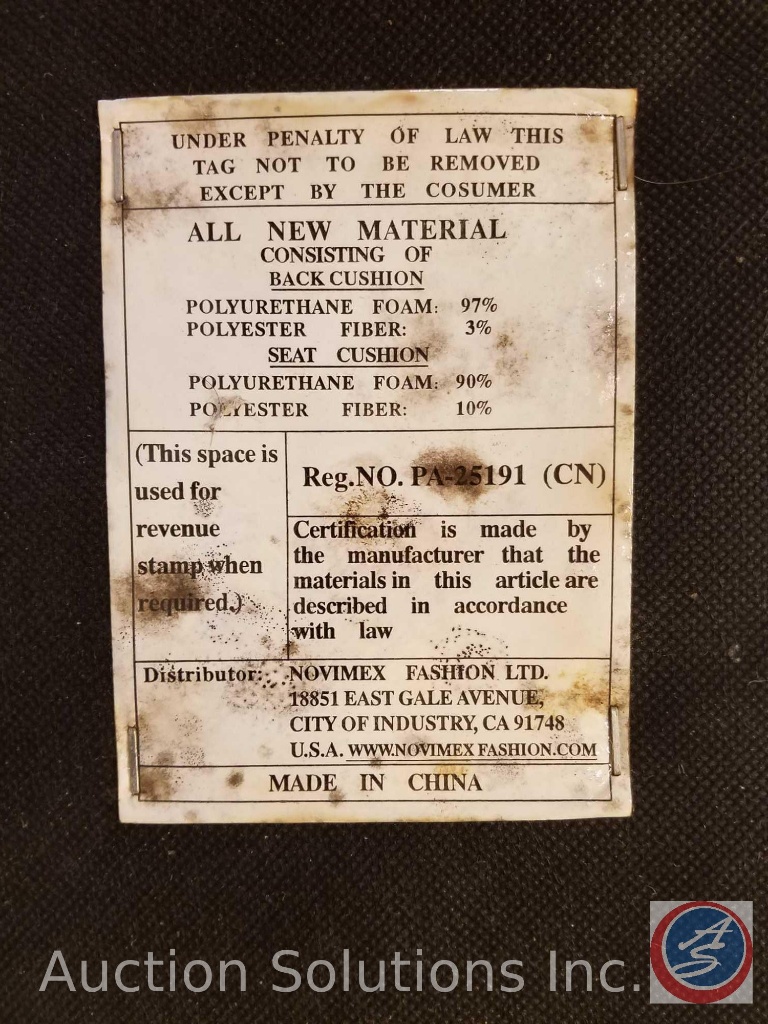 UNDER PENALTY OF LAW THIS
TAG NOT TO BE REMOVED
EXCEPT BY THE COSUMER
ALL NEW MATERIAL
CONSISTING OF
BACK CUSHION
POLYURETHANE FOAM: 97%
POLYESTER FIBER: 3%
SEAT CUSHION
POLYURETHANE FOAM: 90%
POLYESTER FIBER: 10%
(This space is
used for
revenue
stamp when
required.)
Reg.NO. PA-25191 (CN)
Certification is made by
the manufacturer that the
materials in this article are
described in accordance
with law
Distributor: NOVIMEX FASHION LTD.
18851 EAST GALE AVENUE,
CITY OF INDUSTRY, CA 91748
U.S.A. WWW.NOVIMEX FASHION.COM
MADE IN CHINA
Auction Solutions Inc.
AS